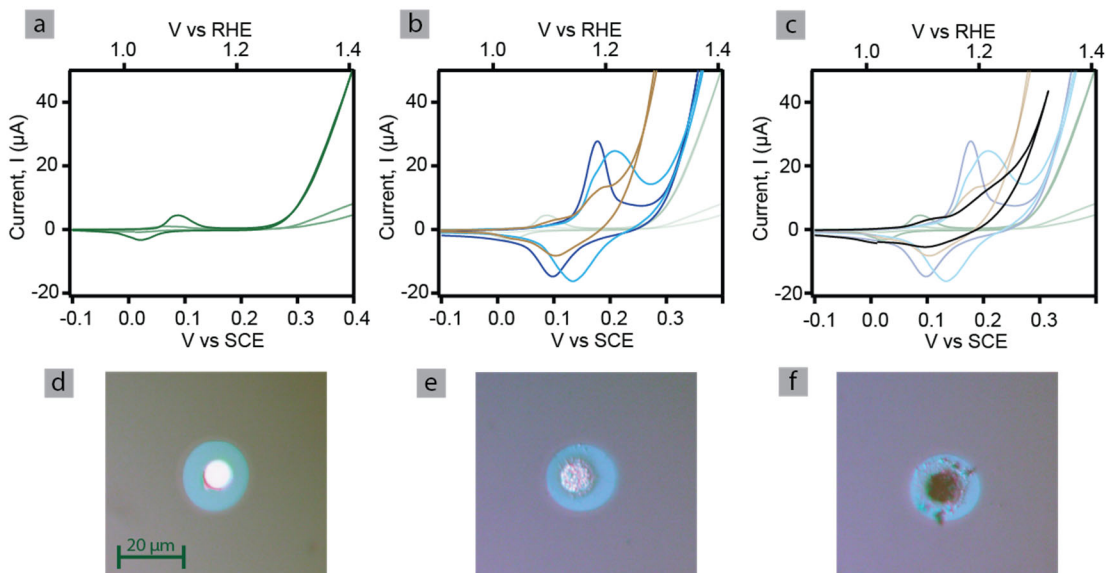 a
V vs RHE
1.0 1.2 1.4
Current, I (µA)
40
20
0
-20
-0.1 0.0 0.1 0.2 0.3 0.4
V vs SCE
b
V vs RHE
1.0 1.2 1.4
Current, I (µA)
40
20
0
-20
0.0 0.1 0.2 0.3
V vs SCE
c
V vs RHE
1.0 1.2 1.4
Current, I (µA)
40
20
0
-20
-0.1 0.0 0.1 0.2 0.3
V vs SCE
d
20 µm
e
f